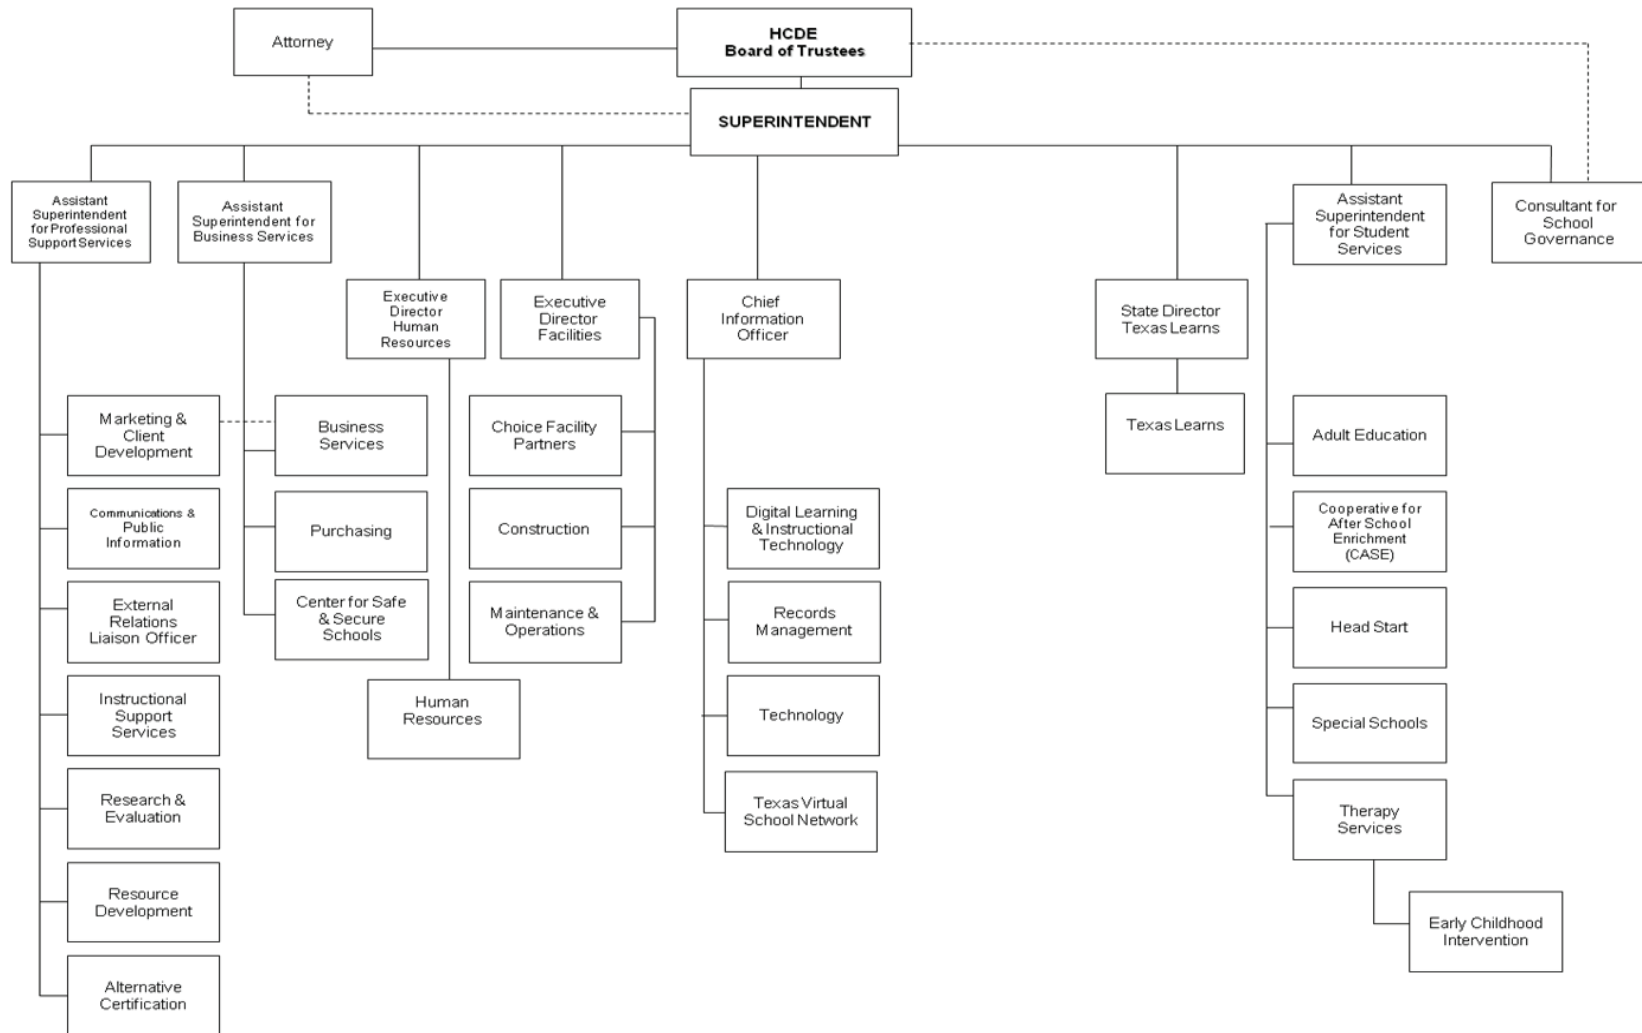 Attorney
HCDE
Board of Trustees
SUPERINTENDENT
Assistant
Superintendent
for Professional
Support Services
Assistant
Superintendent for
Business Services
Executive
Director
Human
Resources
Executive
Director
Facilities
Chief
Information
Officer
State Director
Texas Learns
Assistant
Superintendent
for Student
Services
Consultant for
School
Governance
Marketing &
Client
Development
Communications &
Public
Information
External
Relations
Liaison Officer
Instructional
Support
Services
Research &
Evaluation
Resource
Development
Alternative
Certification
Business
Services
Purchasing
Center for Safe
& Secure
Schools
Human
Resources
Choice Facility
Partners
Construction
Maintenance &
Operations
Digital Learning
& Instructional
Technology
Records
Management
Technology
Texas Virtual
School Network
Texas Learns
Adult Education
Cooperative for
After School
Enrichment
(CASE)
Head Start
Special Schools
Therapy
Services
Early Childhood
Intervention